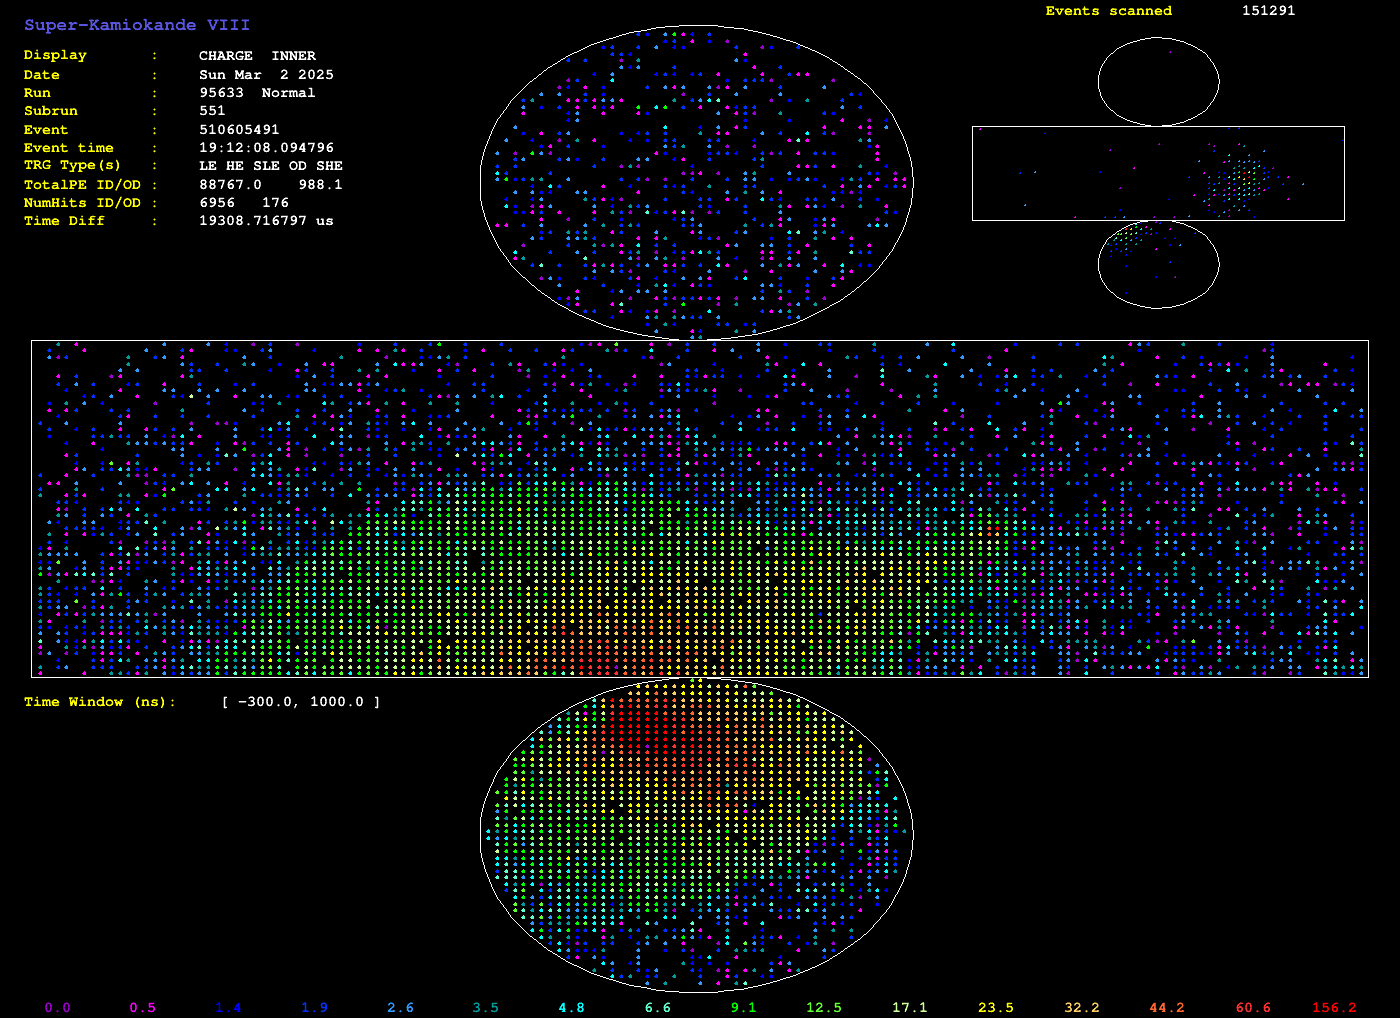 Super-Kamiokande VIII
Display : CHARGE INNER
Date : Sun Mar 2 2025
Run : 95633 Normal
Subrun : 551
Event : 510605491
Event time : 19:12:08.094796
TRG Type(s) : LE HE SLE OD SHE
TotalPE ID/OD : 88767.0 988.1
NumHits ID/OD : 6956 176
Time Diff : 19308.716797 us
Events scanned 151291
Time Window (ns): [ -300.0, 1000.0 ]
0.0 0.5 1.4 1.9 2.6 3.5 4.8 6.6 9.1 12.5 17.1 23.5 32.2 44.2 60.6 156.2